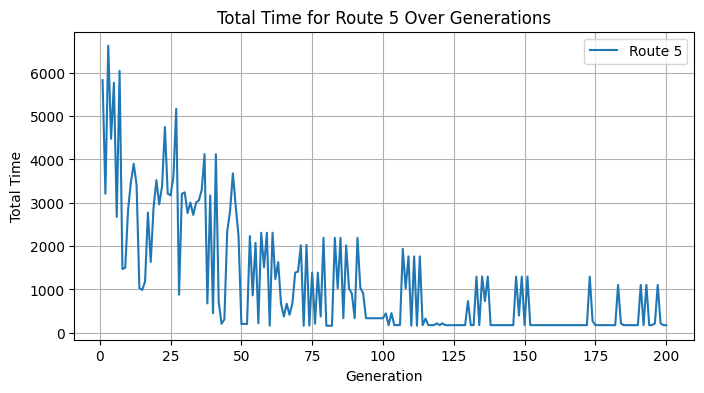 Total Time for Route 5 Over Generations
Route 5
6000
5000
4000
3000
2000
1000
0
Total Time
0 25 50 75 100 125 150 175 200
Generation